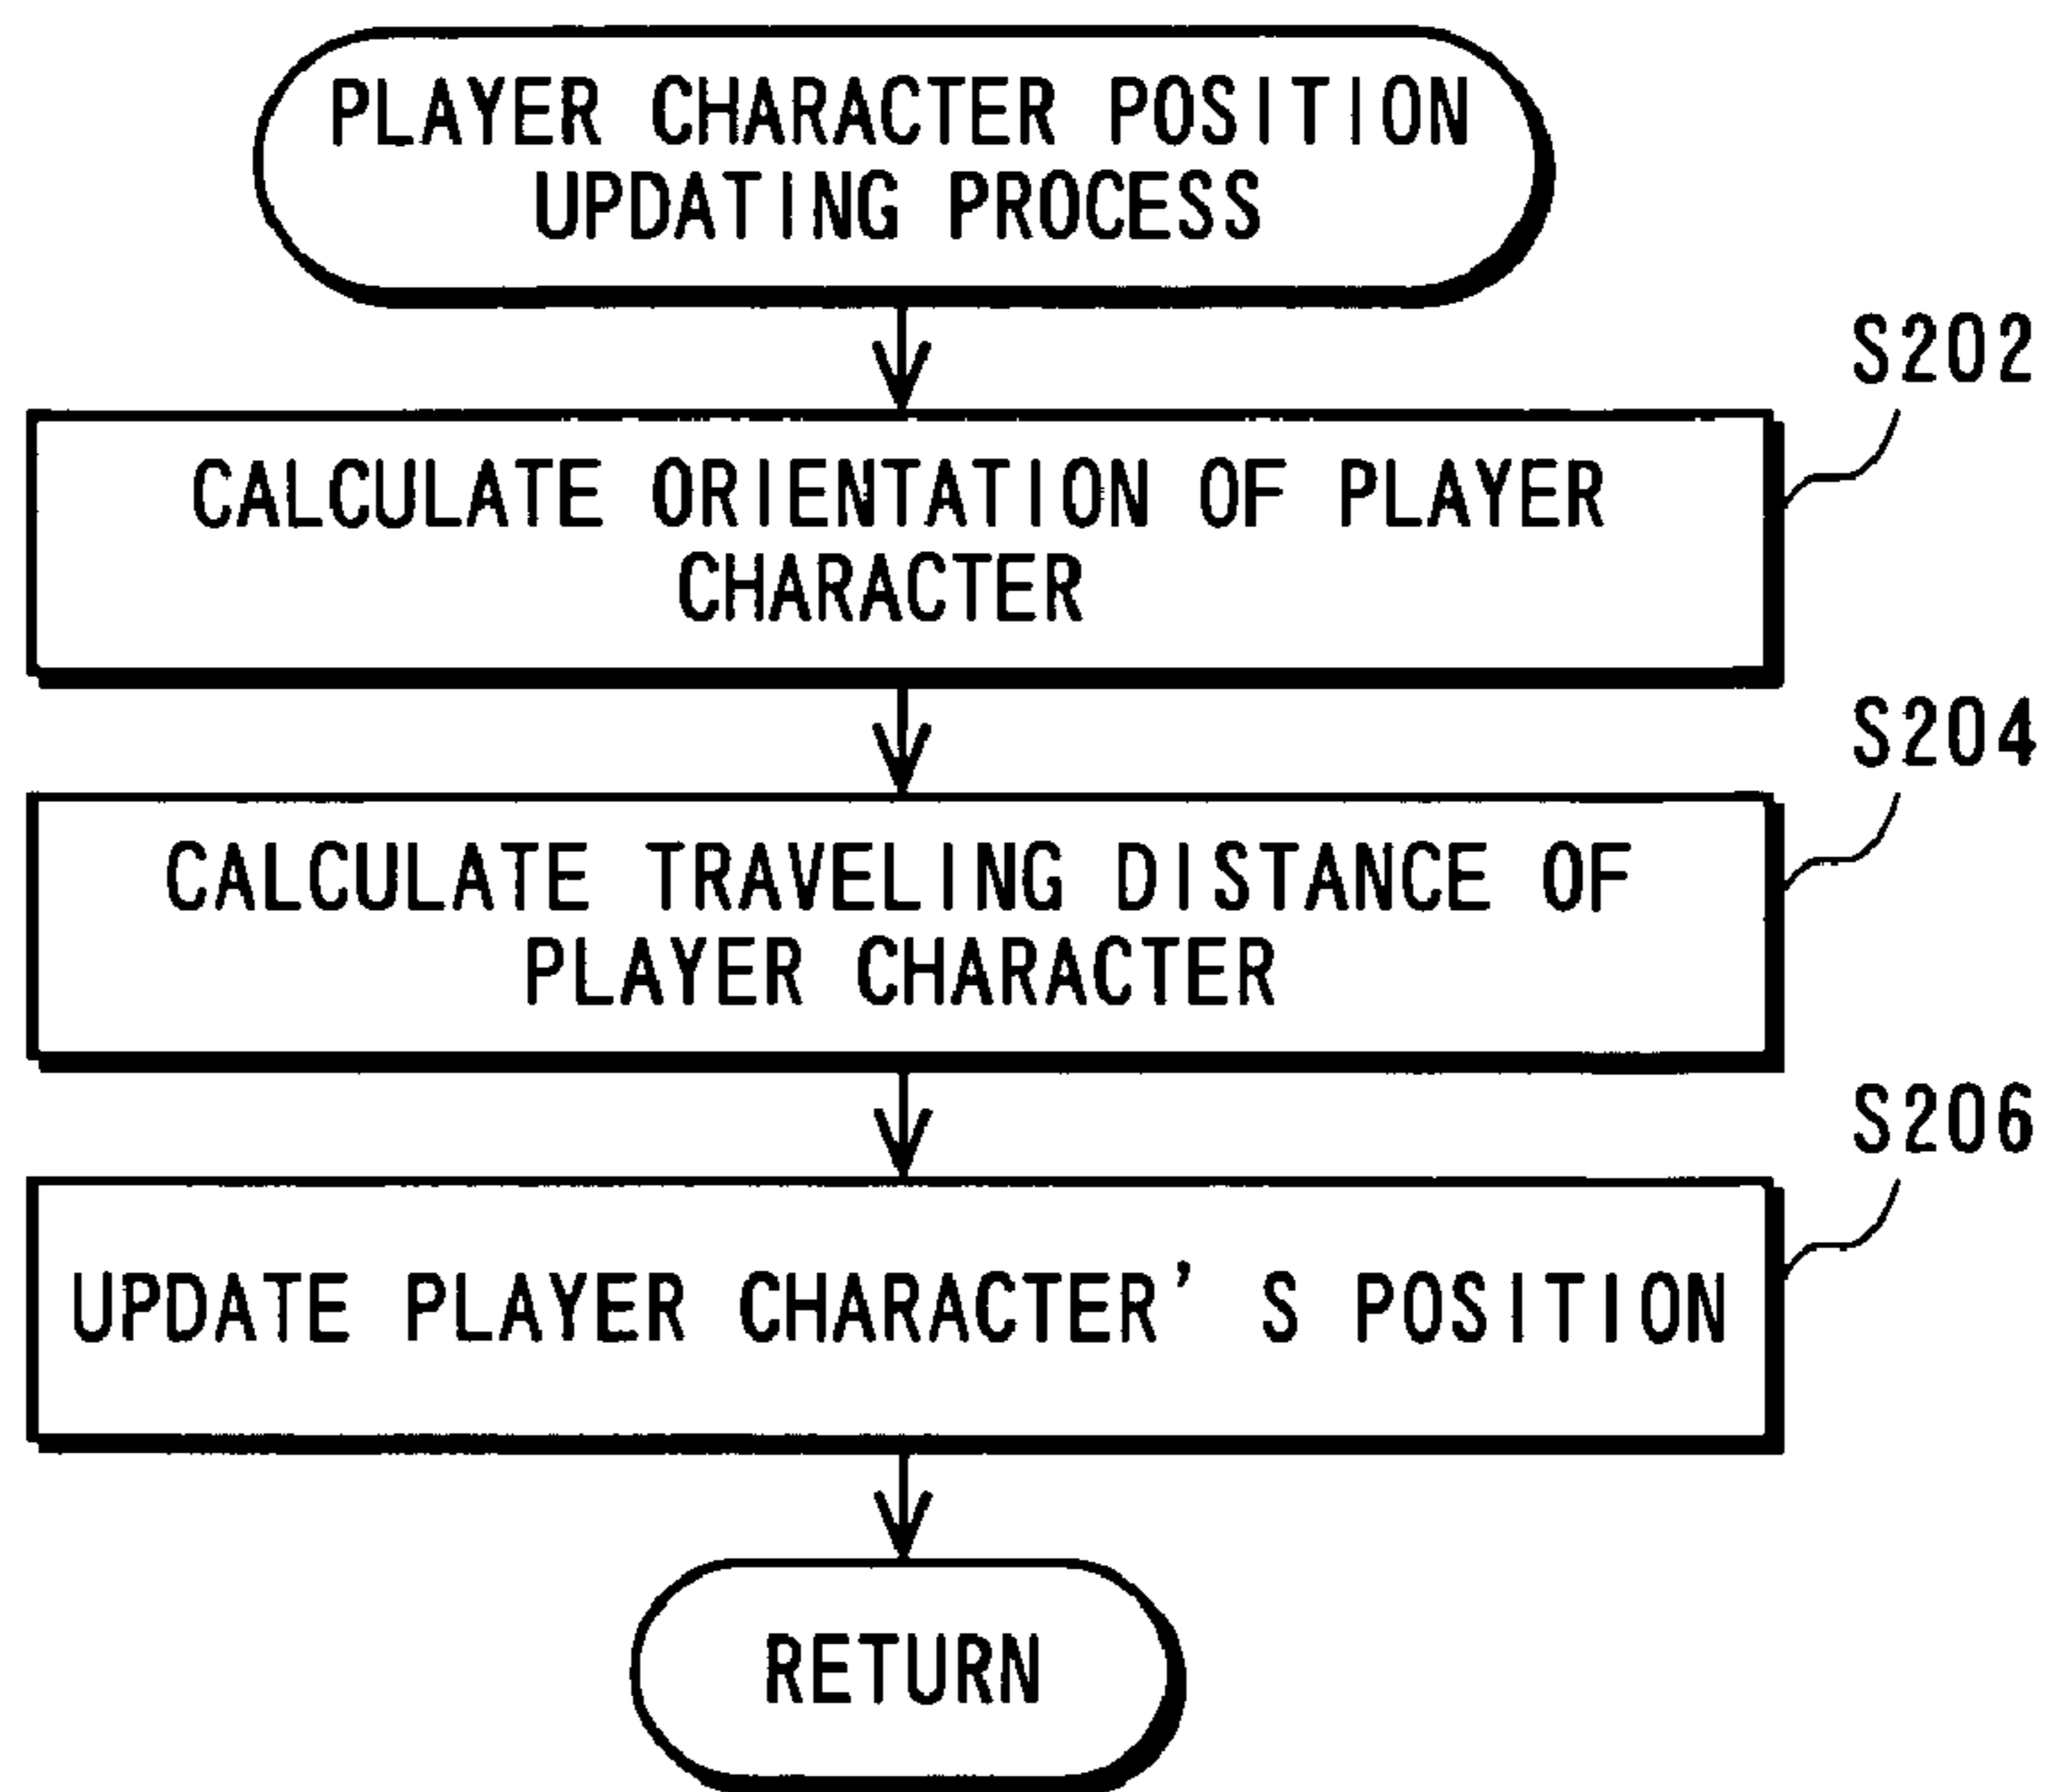 PLAYER CHARACTER POSITION
UPDATING PROCESS
S202
CALCULATE ORIENTATION OF PLAYER
CHARACTER
S204
CALCULATE TRAVELING DISTANCE OF
PLAYER CHARACTER
S206
UPDATE PLAYER CHARACTER'S POSITION
RETURN